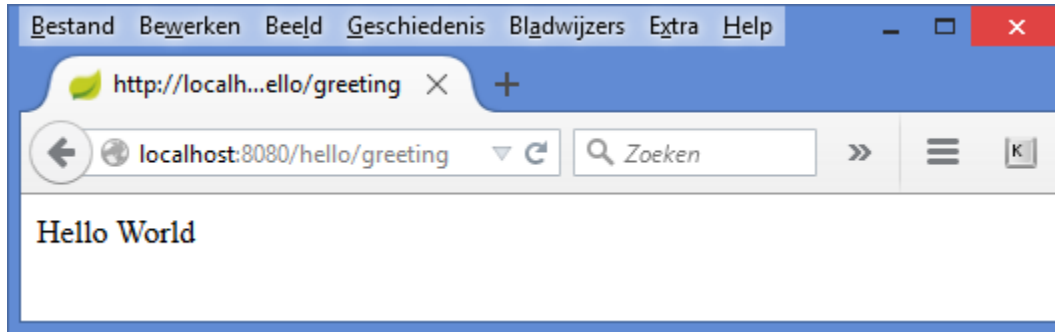 Bestand Bewerken Beeld Geschiedenis Bladwijzers Extra Help
http://localh...ello/greeting
localhost:8080/hello/greeting Zoeken K
Hello World